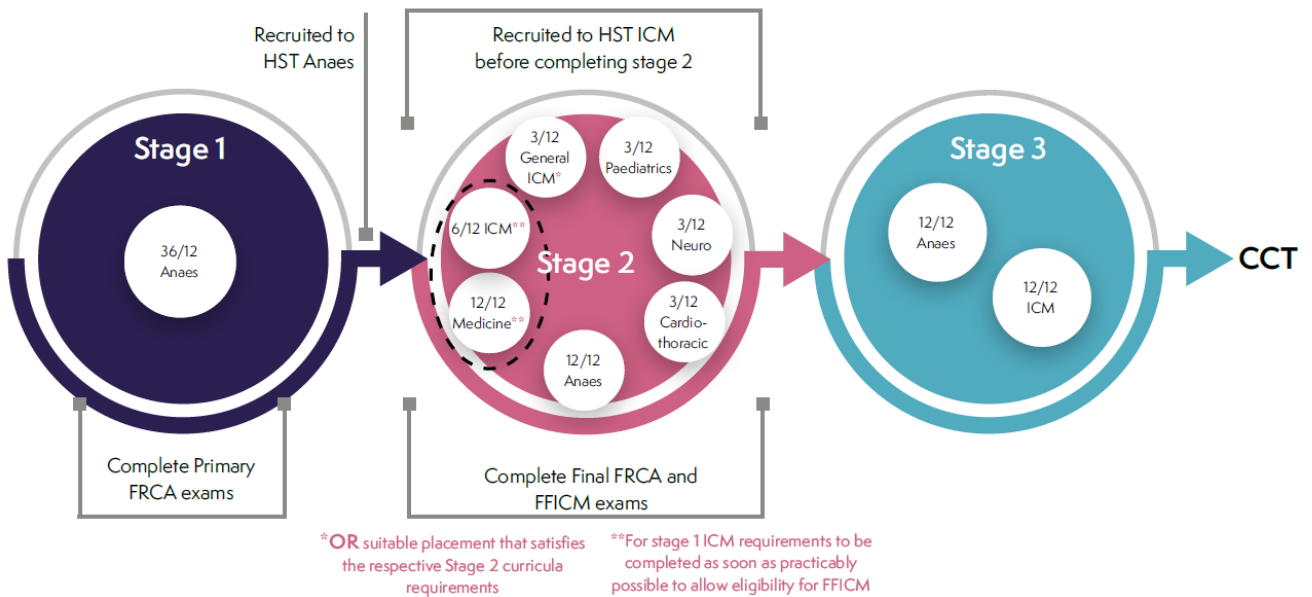 Recruited to
HST Anaes
Recruited to HST ICM
before completing stage 2
Stage 1
36/12
Anaes
Complete Primary
FRCA exams
3/12
General
ICM*
3/12
Paediatrics
6/12 ICM**
3/12
Neuro
Stage 2
12/12
Medicine**
3/12
Cardio-
thoracic
12/12
Anaes
Complete Final FRCA and
FFICM exams
Stage 3
12/12
Anaes
12/12
ICM
CCT
*OR suitable placement that satisfies
the respective Stage 2 curricula
requirements
**For stage 1 ICM requirements to be
completed as soon as practicably
possible to allow eligibility for FFICM